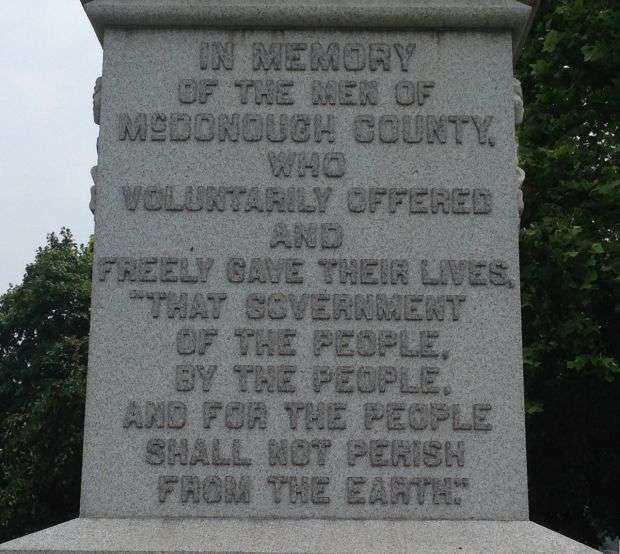 IN MEMORY
OF THE MEN OF
McDONOUGH COUNTY,
WHO
VOLUNTARILY OFFERED
AND
FREELY GAVE THEIR LIVES,
"THAT GOVERNMENT
OF THE PEOPLE,
BY THE PEOPLE,
AND FOR THE PEOPLE
SHALL NOT PERISH
FROM THE EARTH."